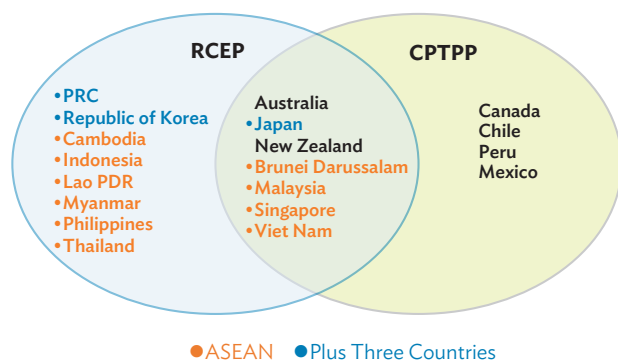 RCEP
CPTPP
•PRC
•Republic of Korea
•Cambodia
•Indonesia
•Lao PDR
•Myanmar
•Philippines
•Thailand
Australia
•Japan
New Zealand
•Brunei Darussalam
•Malaysia
•Singapore
•Viet Nam
Canada
Chile
Peru
Mexico
●ASEAN ●Plus Three Countries